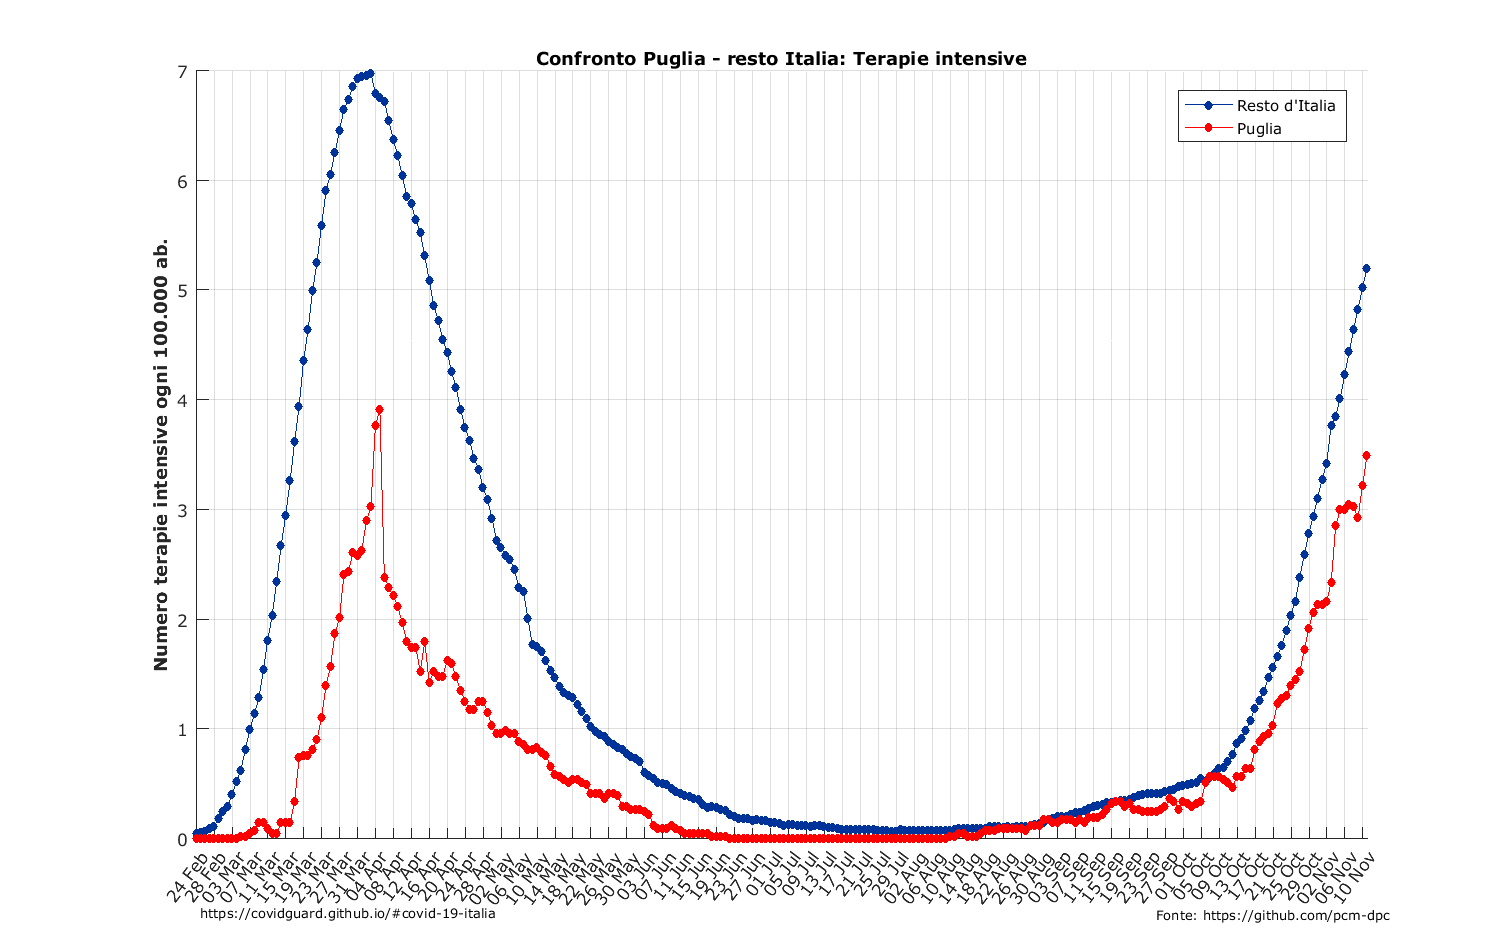 Confronto Puglia - resto Italia: Terapie intensive
Resto d'Italia
Puglia
Numero terapie intensive ogni 100.000 ab.
7
6
5
4
3
2
1
0
24 Feb
28 Feb
03 Mar
07 Mar
11 Mar
15 Mar
19 Mar
23 Mar
27 Mar
31 Mar
04 Apr
08 Apr
12 Apr
16 Apr
20 Apr
24 Apr
28 Apr
02 May
06 May
10 May
14 May
18 May
22 May
26 May
30 May
03 Jun
07 Jun
11 Jun
15 Jun
19 Jun
23 Jun
27 Jun
01 Jul
05 Jul
09 Jul
13 Jul
17 Jul
21 Jul
25 Jul
29 Jul
02 Aug
06 Aug
10 Aug
14 Aug
18 Aug
22 Aug
26 Aug
30 Aug
03 Sep
07 Sep
11 Sep
15 Sep
19 Sep
23 Sep
27 Sep
01 Oct
05 Oct
09 Oct
13 Oct
17 Oct
21 Oct
25 Oct
29 Oct
02 Nov
06 Nov
10 Nov
https://covidguard.github.io/#covid-19-italia
Fonte: https://github.com/pcm-dpc